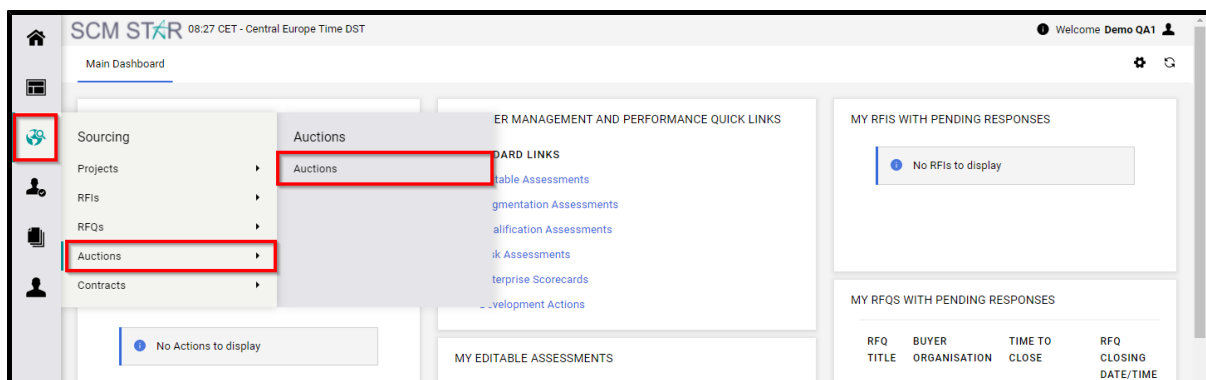 SCM STAR 08:27 CET - Central Europe Time DST
Welcome Demo QA1
Main Dashboard
Sourcing
Projects
RFIs
RFQs
Auctions
Contracts
Auctions
Auctions
No Actions to display
ER MANAGEMENT AND PERFORMANCE QUICK LINKS
DARD LINKS
table Assessments
gmentation Assessments
alification Assessments
sk Assessments
terprise Scorecards
velopment Actions
MY EDITABLE ASSESSMENTS
MY RFIS WITH PENDING RESPONSES
No RFIs to display
MY RFQS WITH PENDING RESPONSES
RFQ TITLE
BUYER ORGANISATION
TIME TO CLOSE
RFQ CLOSING DATE/TIME